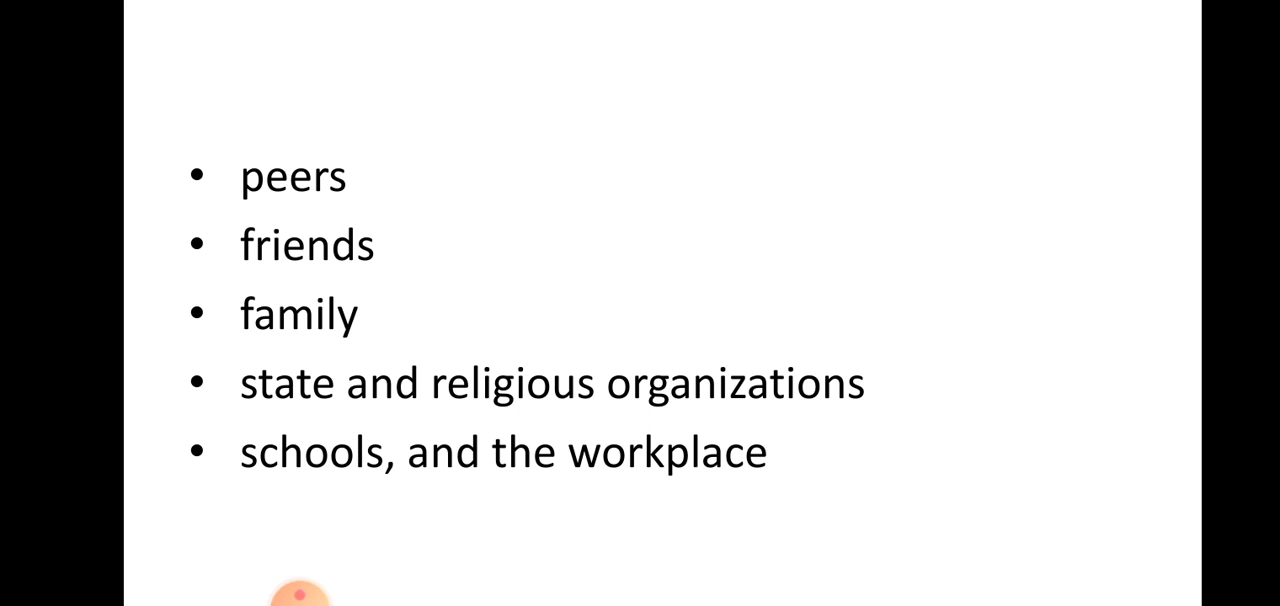 • peers
• friends
• family
• state and religious organizations
• schools, and the workplace